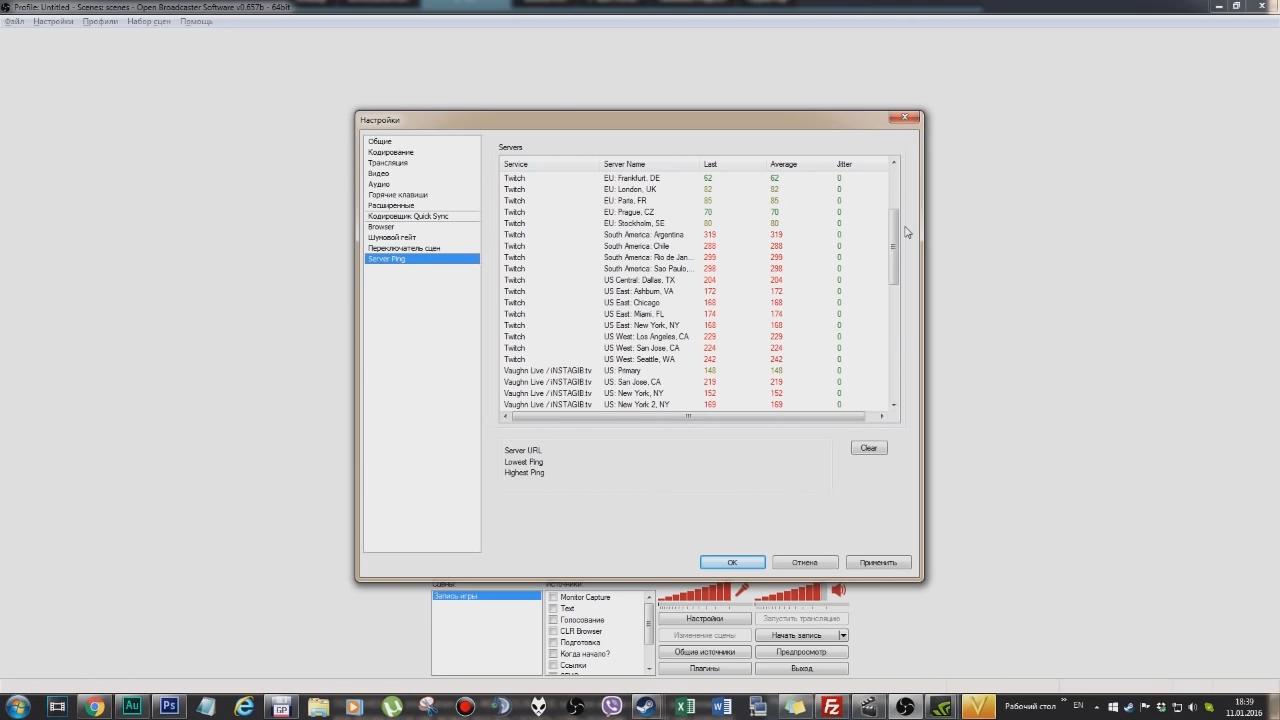 Profile: Untitled - Scenes: scenes - Open Broadcaster Software v0.657b - 64bit
Файл Настройки Профили Набор сцен Помощь
Настройки
Общие
Кодирование
Трансляция
Видео
Аудио
Горячие клавиши
Расширенные
Кодировщик Quick Sync
Browser
Шумовой гейт
Переключатель сцен
Server Ping
Servers
Service Server Name Last Average Jitter
Twitch EU: Frankfurt, DE 62 62 0
Twitch EU: London, UK 82 82 0
Twitch EU: Paris, FR 85 85 0
Twitch EU: Prague, CZ 70 70 0
Twitch EU: Stockholm, SE 80 80 0
Twitch South America: Argentina 319 319 0
Twitch South America: Chile 288 288 0
Twitch South America: Rio de Jan... 299 299 0
Twitch South America: Sao Paulo,... 298 298 0
Twitch US Central: Dallas, TX 204 204 0
Twitch US East: Ashburn, VA 172 172 0
Twitch US East: Chicago 168 168 0
Twitch US East: Miami, FL 174 174 0
Twitch US East: New York, NY 168 168 0
Twitch US West: Los Angeles, CA 229 229 0
Twitch US West: San Jose, CA 224 224 0
Twitch US West: Seattle, WA 242 242 0
Vaughn Live / iNSTAGIB.tv US: Primary 148 148 0
Vaughn Live / iNSTAGIB.tv US: San Jose, CA 219 219 0
Vaughn Live / iNSTAGIB.tv US: New York, NY 152 152 0
Vaughn Live / iNSTAGIB.tv US: New York 2, NY 169 169 0
Server URL
Lowest Ping
Highest Ping
Clear
OK Отмена Применить
Сцены: Источники:
Запись игры
Monitor Capture
Text
Голосование
CLR Browser
Подготовка
Когда начало?
Ссылки
Настройки Запустить трансляцию
Изменение сцены Начать запись
Общие источники Предпросмотр
Плагины Выход
Au Ps GP
Рабочий стол » EN
18:39
11.01.2016